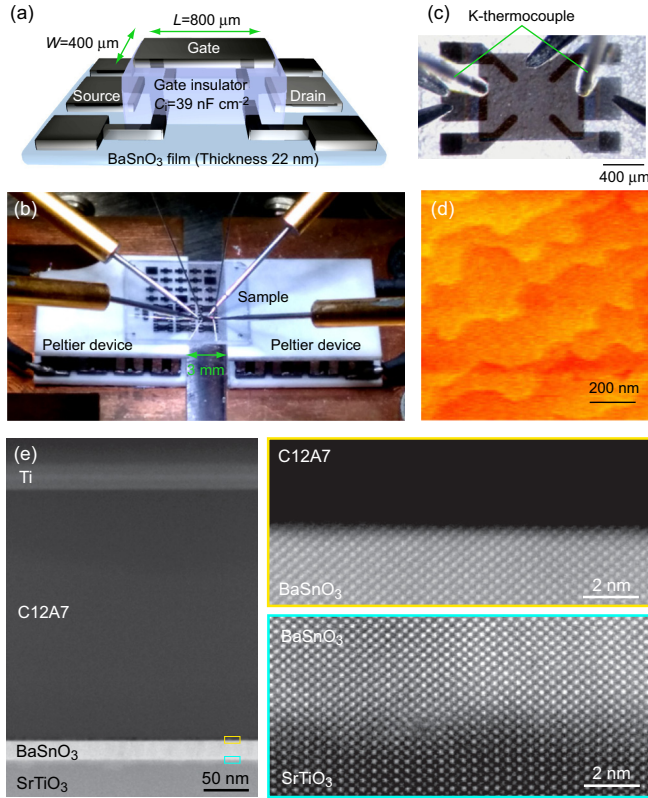 (a)
L=800 μm
W=400 μm
Gate
Source
Gate insulator
Drain
Cᵢ=39 nF cm⁻²
BaSnO₃ film (Thickness 22 nm)
(c)
K-thermocouple
400 μm
(b)
Sample
Peltier device
Peltier device
2 mm
(d)
200 nm
(e)
Ti
C12A7
BaSnO₃
SrTiO₃
50 nm
C12A7
BaSnO₃
2 nm
BaSnO₃
SrTiO₃
2 nm